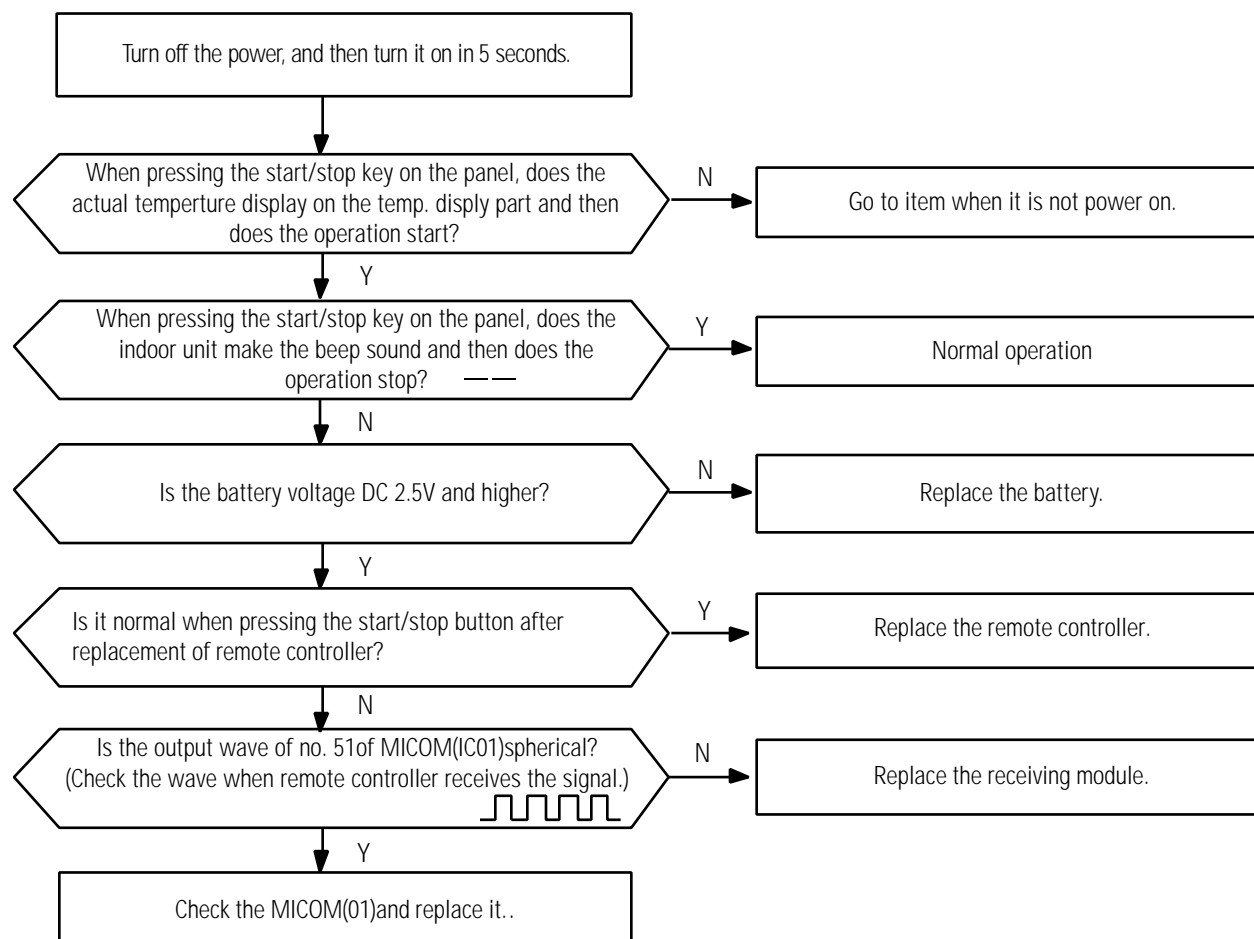 Turn off the power, and then turn it on in 5 seconds.
When pressing the start/stop key on the panel, does the
actual temperture display on the temp. disply part and then
does the operation start?
N
Go to item when it is not power on.
Y
When pressing the start/stop key on the panel, does the
indoor unit make the beep sound and then does the
operation stop? — —
Y
Normal operation
N
Is the battery voltage DC 2.5V and higher?
N
Replace the battery.
Y
Is it normal when pressing the start/stop button after
replacement of remote controller?
Y
Replace the remote controller.
N
Is the output wave of no. 51of MICOM(IC01)spherical?
(Check the wave when remote controller receives the signal.)
N
Replace the receiving module.
Y
Check the MICOM(01)and replace it..